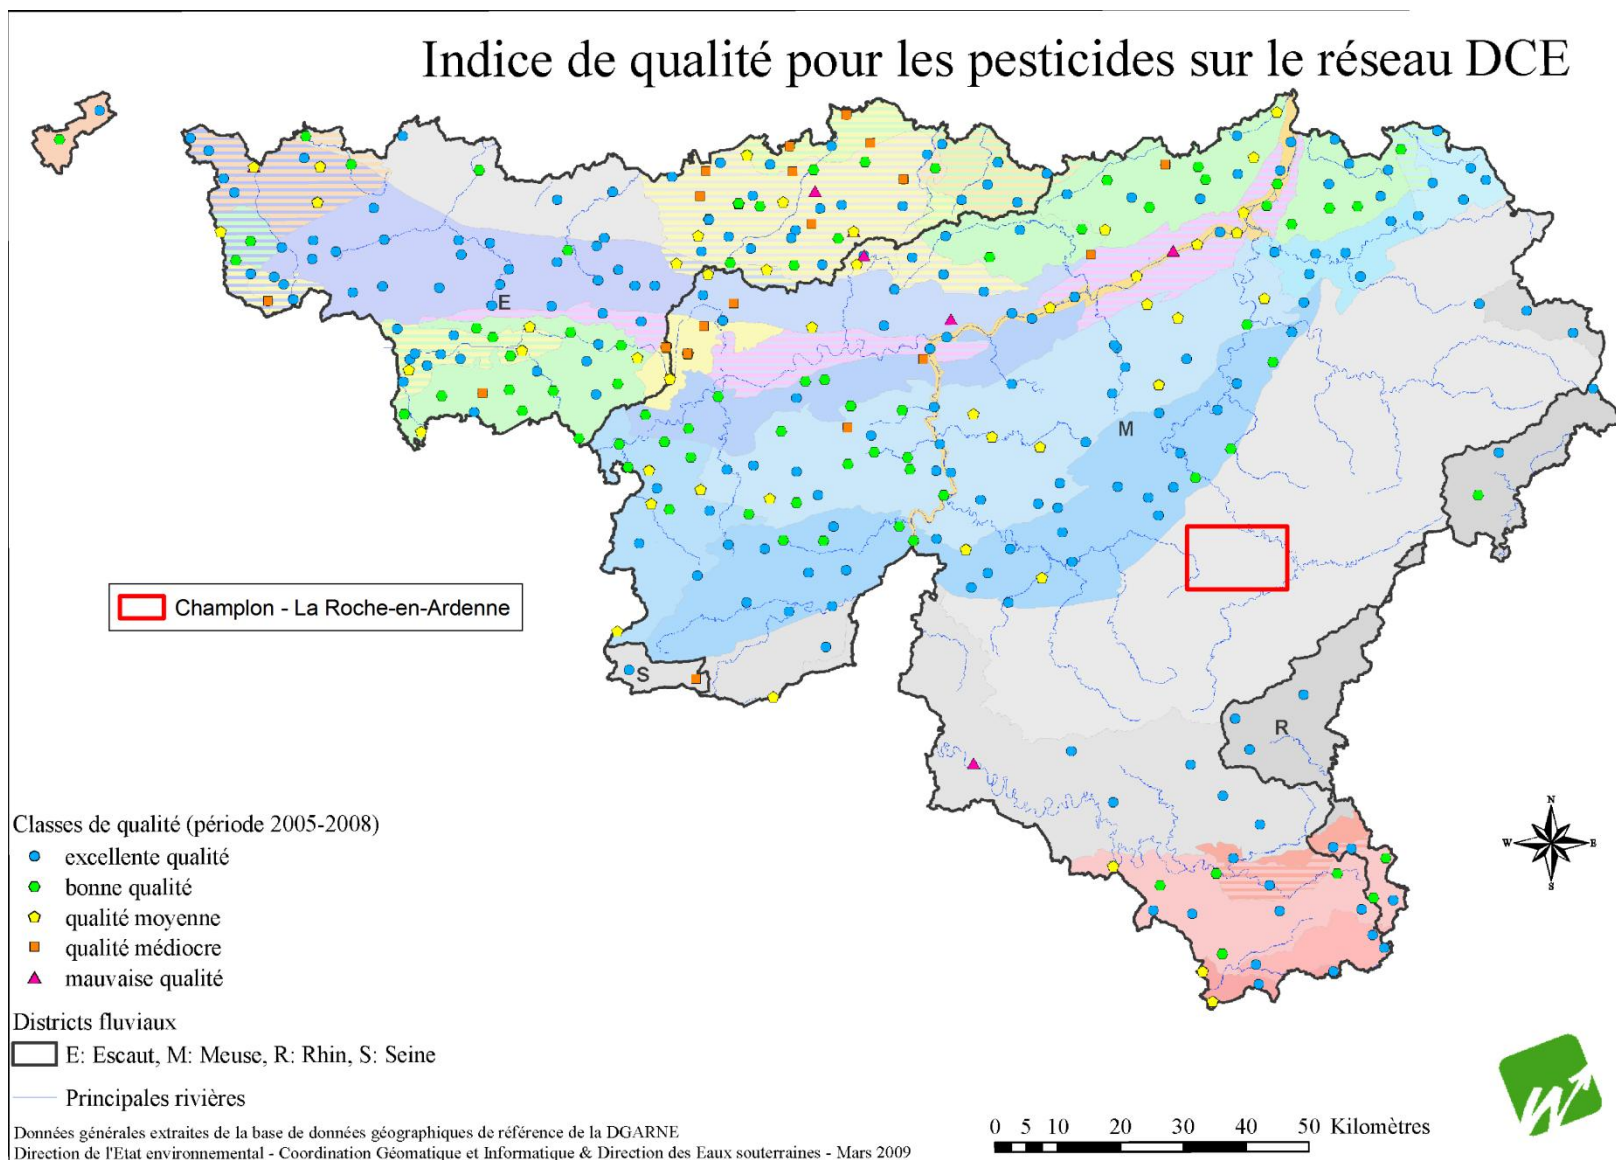 Indice de qualité pour les pesticides sur le réseau DCE
E
M
Champlon - La Roche-en-Ardenne
S
R
Classes de qualité (période 2005-2008)
excellente qualité
bonne qualité
qualité moyenne
qualité médiocre
mauvaise qualité
N
W E
S
Districts fluviaux
E: Escaut, M: Meuse, R: Rhin, S: Seine
Principales rivières
0 5 10 20 30 40 50 Kilomètres
Données générales extraites de la base de données géographiques de référence de la DGARNE
Direction de l'Etat environnemental - Coordination Géomatique et Informatique & Direction des Eaux souterraines - Mars 2009